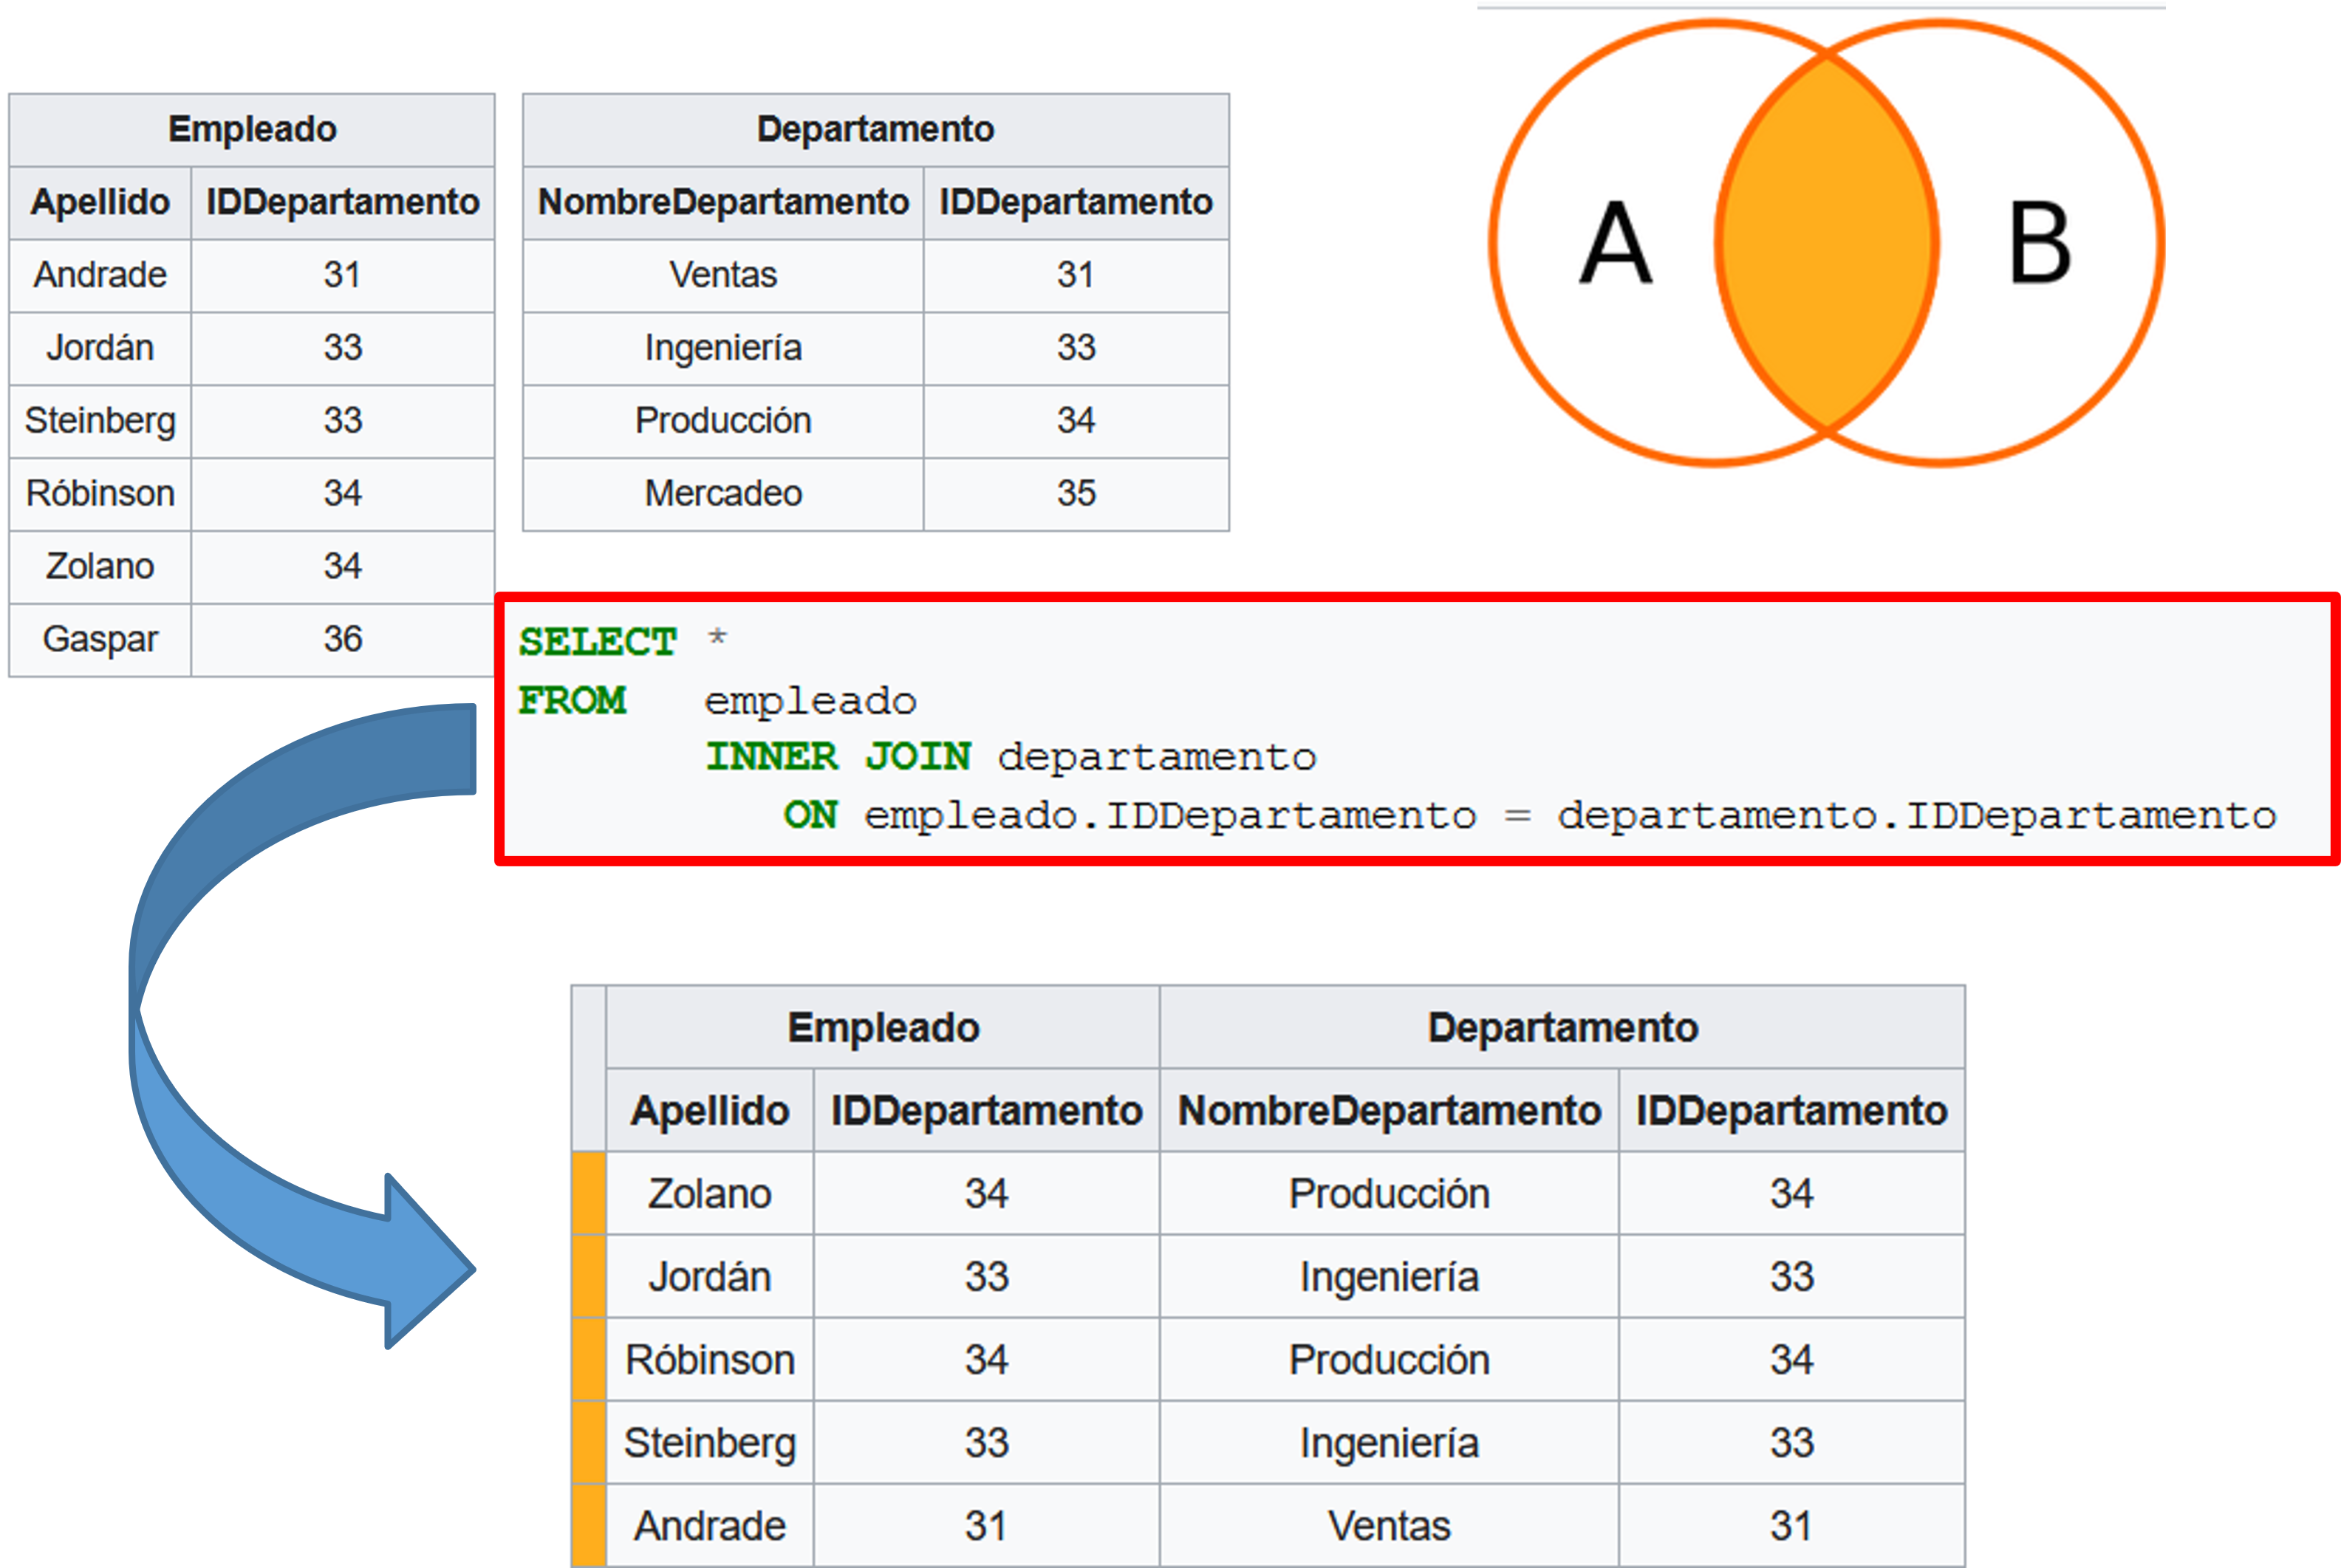 Empleado
Apellido IDDepartamento
Andrade 31
Jordán 33
Steinberg 33
Róbinson 34
Zolano 34
Gaspar 36
Departamento
NombreDepartamento IDDepartamento
Ventas 31
Ingeniería 33
Producción 34
Mercadeo 35
A B
SELECT *
FROM empleado
INNER JOIN departamento
ON empleado.IDDepartamento = departamento.IDDepartamento
Empleado Departamento
Apellido IDDepartamento NombreDepartamento IDDepartamento
Zolano 34 Producción 34
Jordán 33 Ingeniería 33
Róbinson 34 Producción 34
Steinberg 33 Ingeniería 33
Andrade 31 Ventas 31